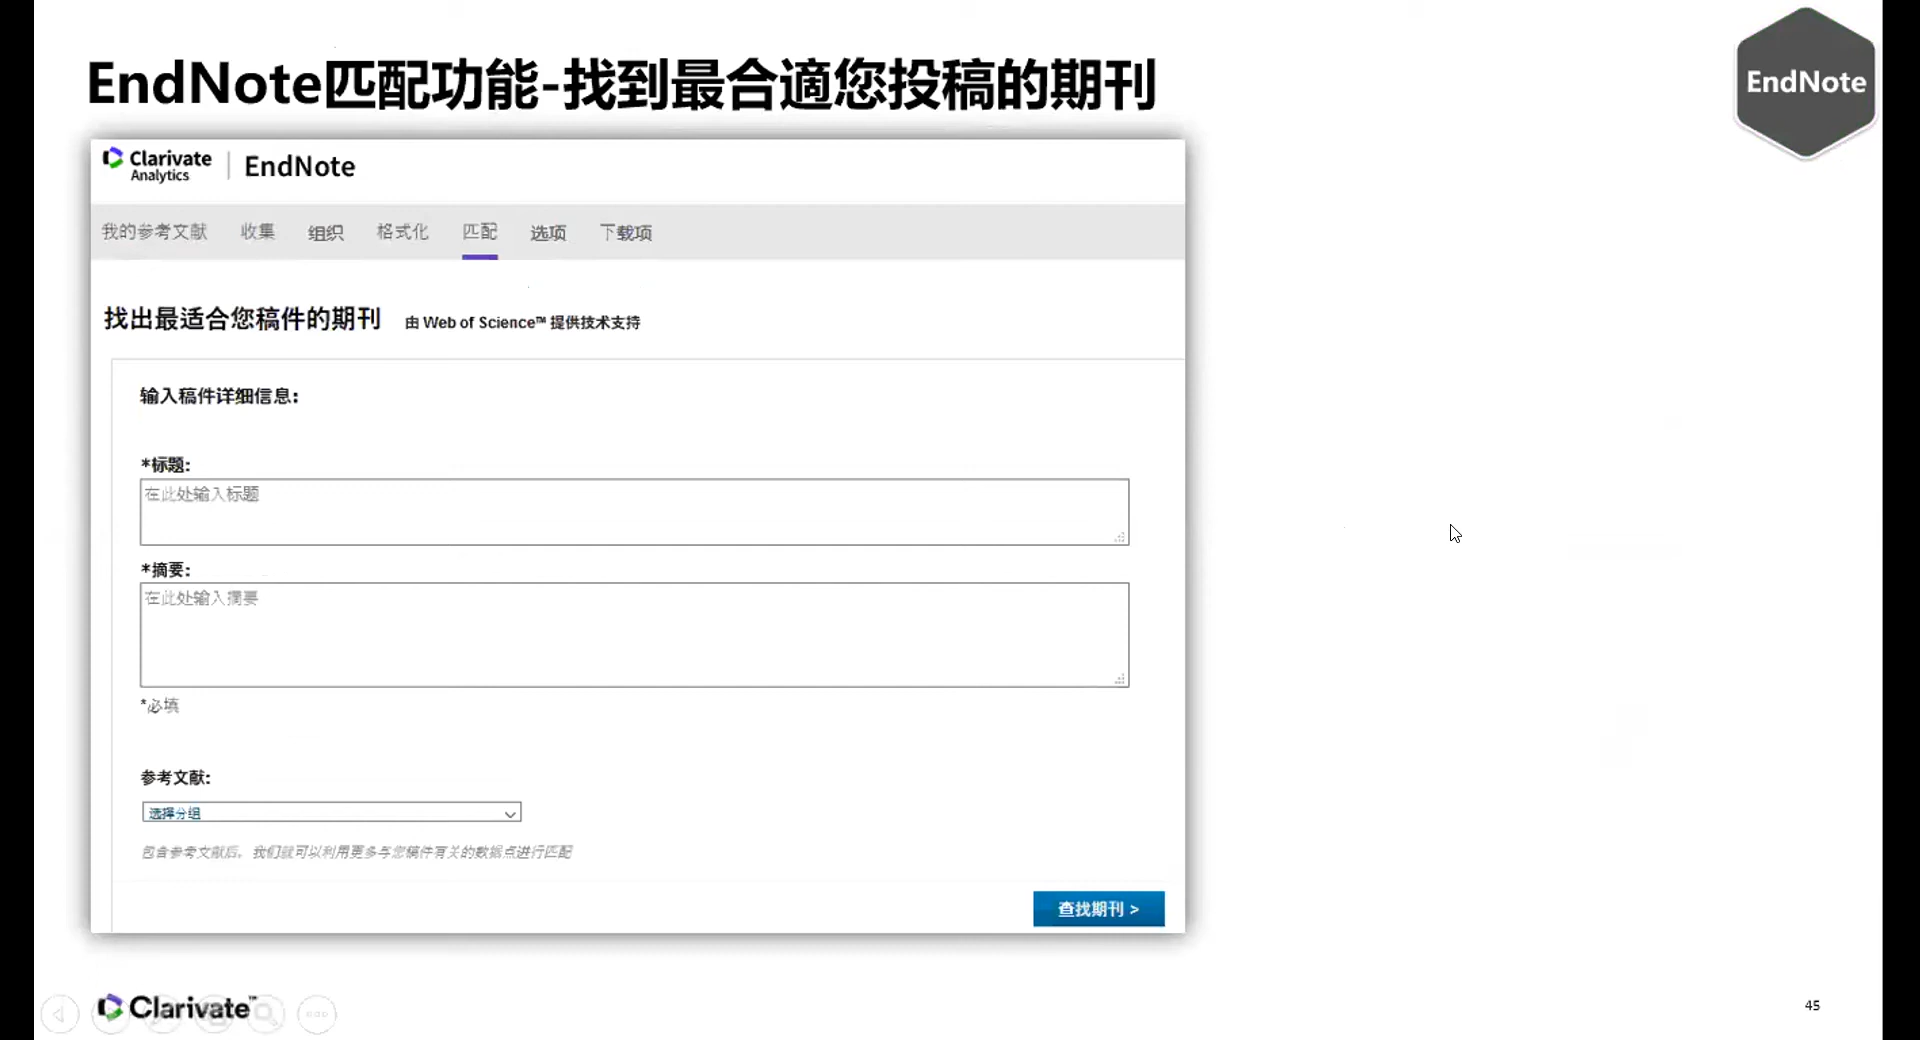 EndNote匹配功能-找到最合適您投稿的期刊
EndNote
Clarivate
Analytics
EndNote
我的参考文献 收集 组织 格式化 匹配 选项 下载项
找出最适合您稿件的期刊 由 Web of Science™ 提供技术支持
输入稿件详细信息:
*标题:
在此处输入标题
*摘要:
在此处输入摘要
*必填
参考文献:
选择分组
包含参考文献后，我们就可以利用更多与您稿件有关的数据点进行匹配
查找期刊 >
Clarivate™
45